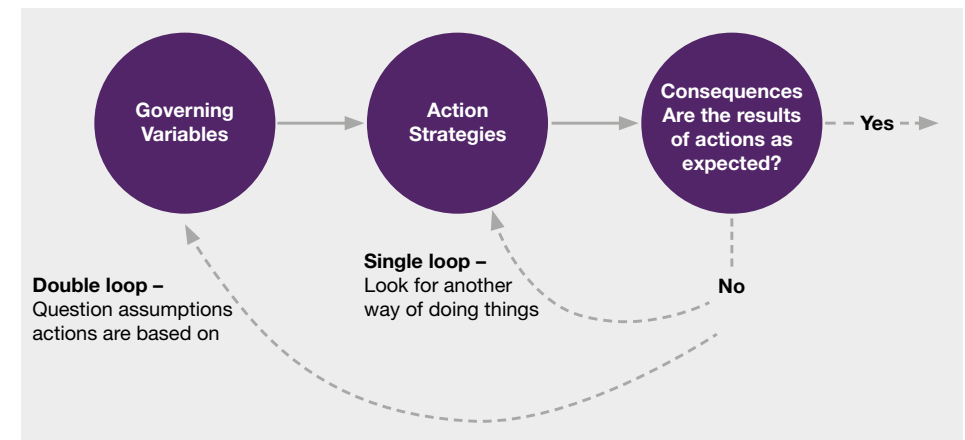 Governing
Variables
Action
Strategies
Consequences
Are the results
of actions as
expected?
Yes
No
Single loop –
Look for another
way of doing things
Double loop –
Question assumptions
actions are based on